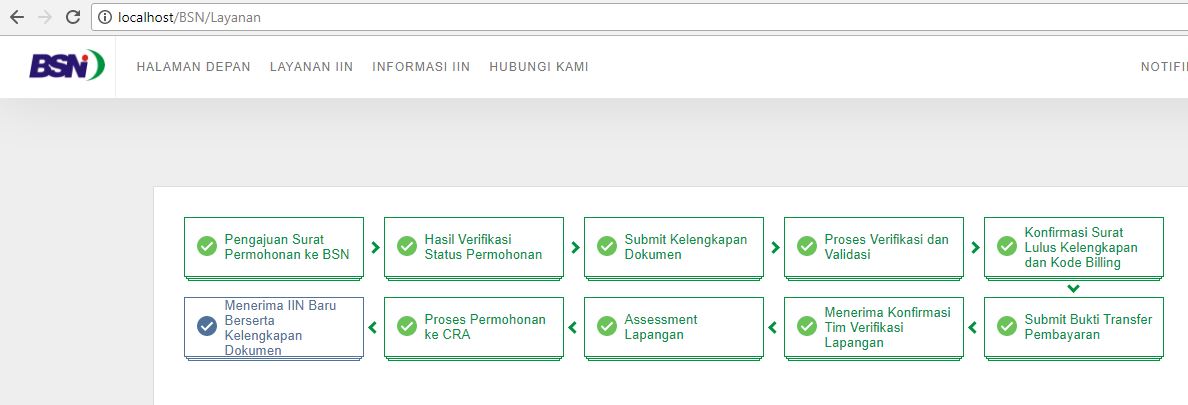 localhost/BSN/Layanan
BSN
HALAMAN DEPAN LAYANAN IIN INFORMASI IIN HUBUNGI KAMI NOTIFI
Pengajuan Surat
Permohonan ke BSN
Hasil Verifikasi
Status Permohonan
Submit Kelengkapan
Dokumen
Proses Verifikasi dan
Validasi
Konfirmasi Surat
Lulus Kelengkapan
dan Kode Billing
Submit Bukti Transfer
Pembayaran
Menerima Konfirmasi
Tim Verifikasi
Lapangan
Assessment
Lapangan
Proses Permohonan
ke CRA
Menerima IIN Baru
Berserta
Kelengkapan
Dokumen